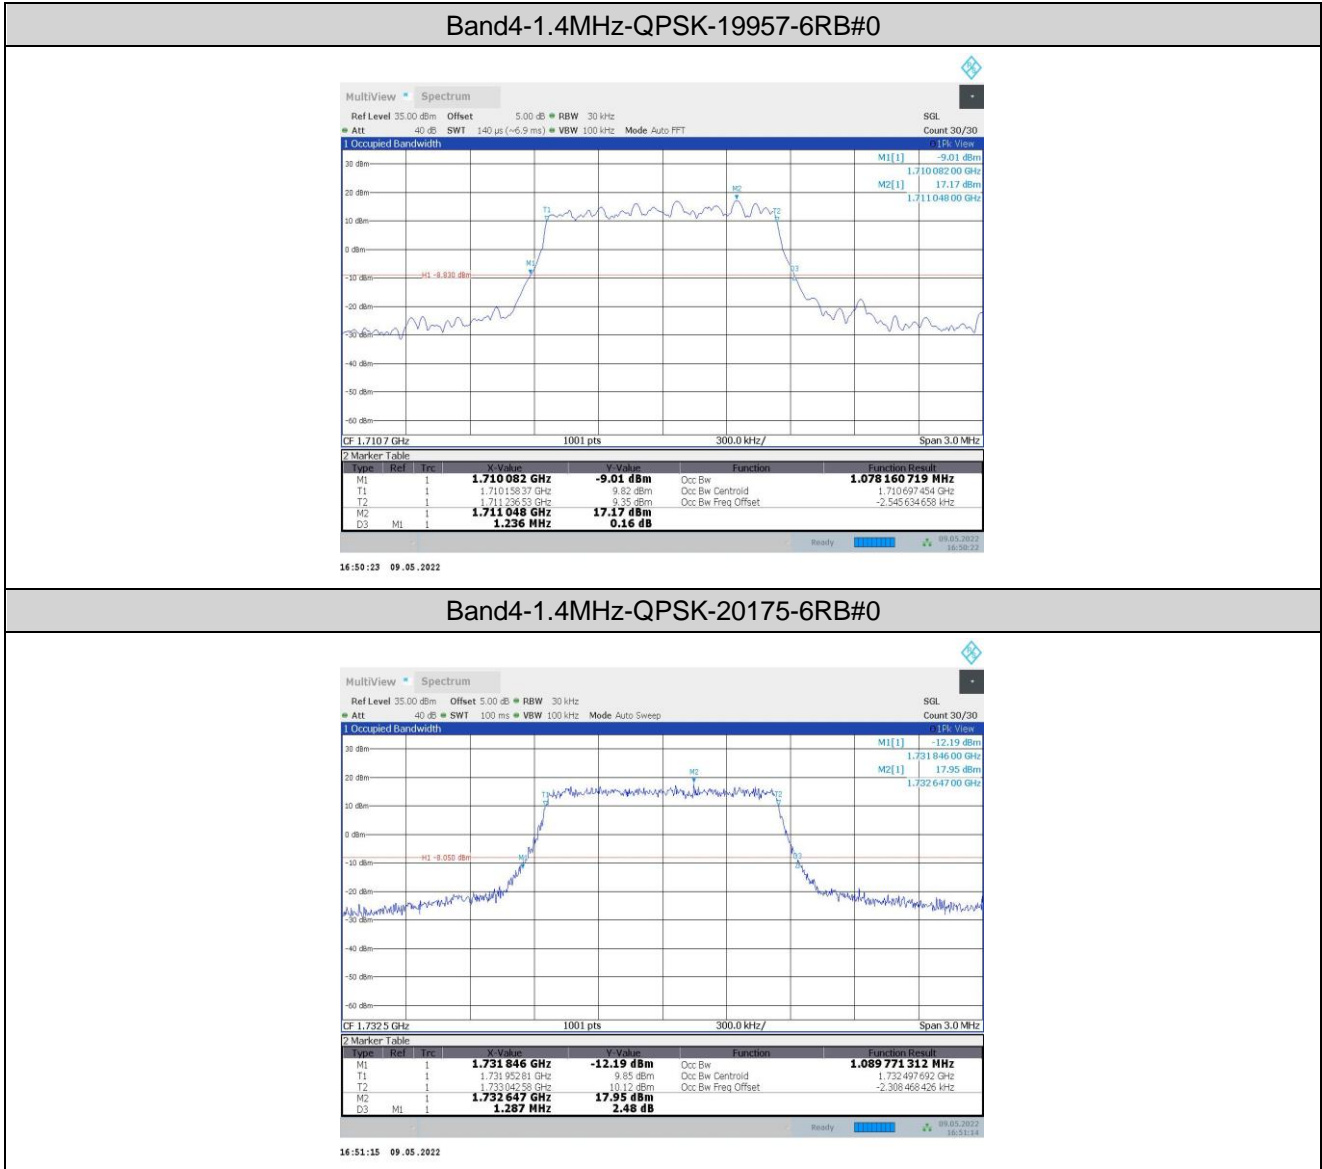 Band4-1.4MHz-QPSK-19957-6RB#0
MultiView Spectrum
Ref Level 35.00 dBm Offset 5.00 dB RBW 30 kHz SGL
Att 40 dB SWT 140 µs (~6.9 ms) VBW 100 kHz Mode Auto FFT Count 30/30
1 Occupied Bandwidth 1Pk View
M1[1] -9.01 dBm
1.710 082 00 GHz
M2[1] 17.17 dBm
1.711 048 00 GHz
30 dBm
20 dBm
M2
T1
T2
10 dBm
0 dBm
M1
D3
H1 -8.830 dBm
-10 dBm
-20 dBm
-30 dBm
-40 dBm
-50 dBm
-60 dBm
CF 1.7107 GHz 1001 pts 300.0 kHz/ Span 3.0 MHz
2 Marker Table
Type Ref Trc X-Value Y-Value Function Function Result
M1 1 1.710 082 GHz -9.01 dBm Occ Bw 1.078 160 719 MHz
T1 1 1.71015837 GHz 9.82 dBm Occ Bw Centroid 1.710 697 454 GHz
T2 1 1.71123653 GHz 9.35 dBm Occ Bw Freq Offset -2.545 634 658 kHz
M2 1 1.711 048 GHz 17.17 dBm
D3 M1 1 1.236 MHz 0.16 dB
Ready 09.05.2022
16:50:22
16:50:23 09.05.2022
Band4-1.4MHz-QPSK-20175-6RB#0
MultiView Spectrum
Ref Level 35.00 dBm Offset 5.00 dB RBW 30 kHz SGL
Att 40 dB SWT 100 ms VBW 100 kHz Mode Auto Sweep Count 30/30
1 Occupied Bandwidth 1Pk View
M1[1] -12.19 dBm
1.731 846 00 GHz
M2[1] 17.95 dBm
1.732 647 00 GHz
30 dBm
20 dBm
M2
T1
T2
10 dBm
0 dBm
H1 -8.050 dBm
M1
D3
-10 dBm
-20 dBm
-30 dBm
-40 dBm
-50 dBm
-60 dBm
CF 1.7325 GHz 1001 pts 300.0 kHz/ Span 3.0 MHz
2 Marker Table
Type Ref Trc X-Value Y-Value Function Function Result
M1 1 1.731 846 GHz -12.19 dBm Occ Bw 1.089 771 312 MHz
T1 1 1.73195281 GHz 9.85 dBm Occ Bw Centroid 1.732 497 692 GHz
T2 1 1.73304258 GHz 10.12 dBm Occ Bw Freq Offset -2.308 468 426 kHz
M2 1 1.732 647 GHz 17.95 dBm
D3 M1 1 1.287 MHz 2.48 dB
Ready 09.05.2022
16:51:14
16:51:15 09.05.2022